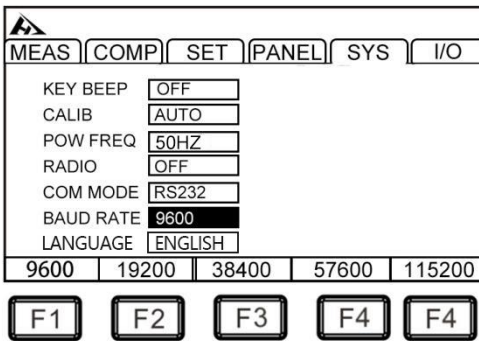 MEAS COMP SET PANEL SYS I/O
KEY BEEP OFF
CALIB AUTO
POW FREQ 50HZ
RADIO OFF
COM MODE RS232
BAUD RATE 9600
LANGUAGE ENGLISH
9600 19200 38400 57600 115200
F1 F2 F3 F4 F4